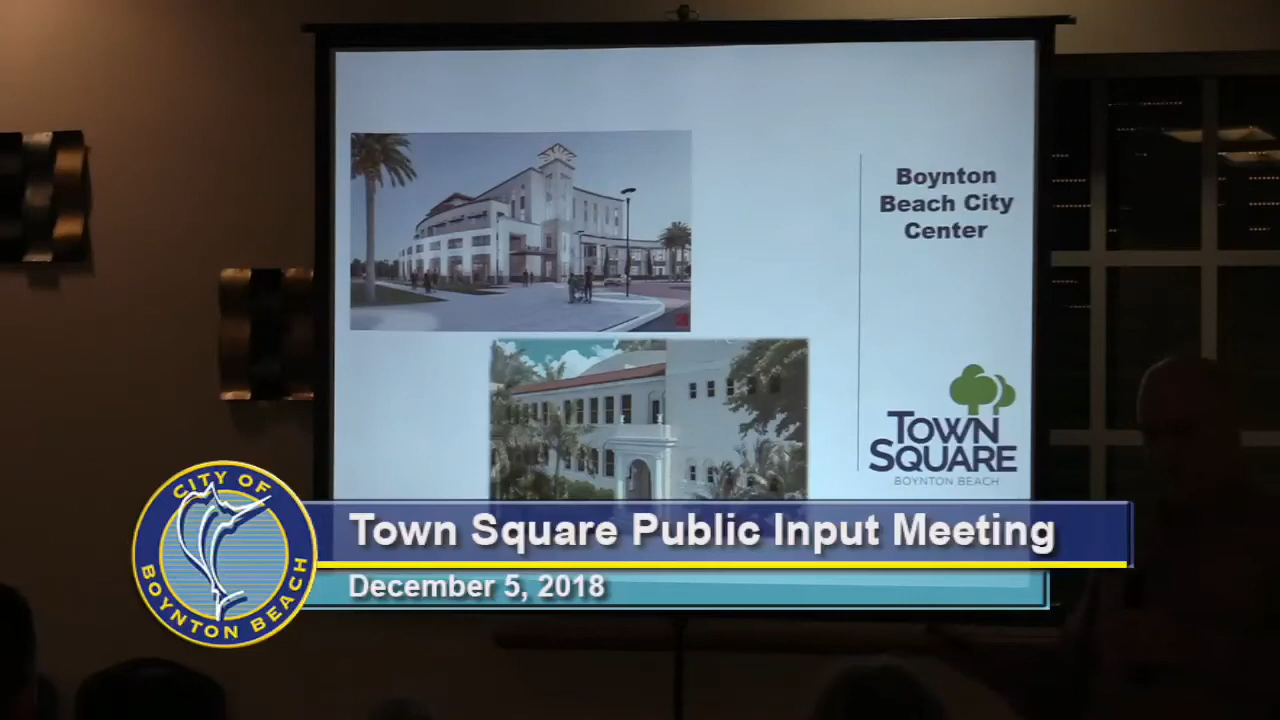 Boynton
Beach City
Center
TOWN
SQUARE
BOYNTON BEACH
CITY OF
BOYNTON BEACH
Town Square Public Input Meeting
December 5, 2018